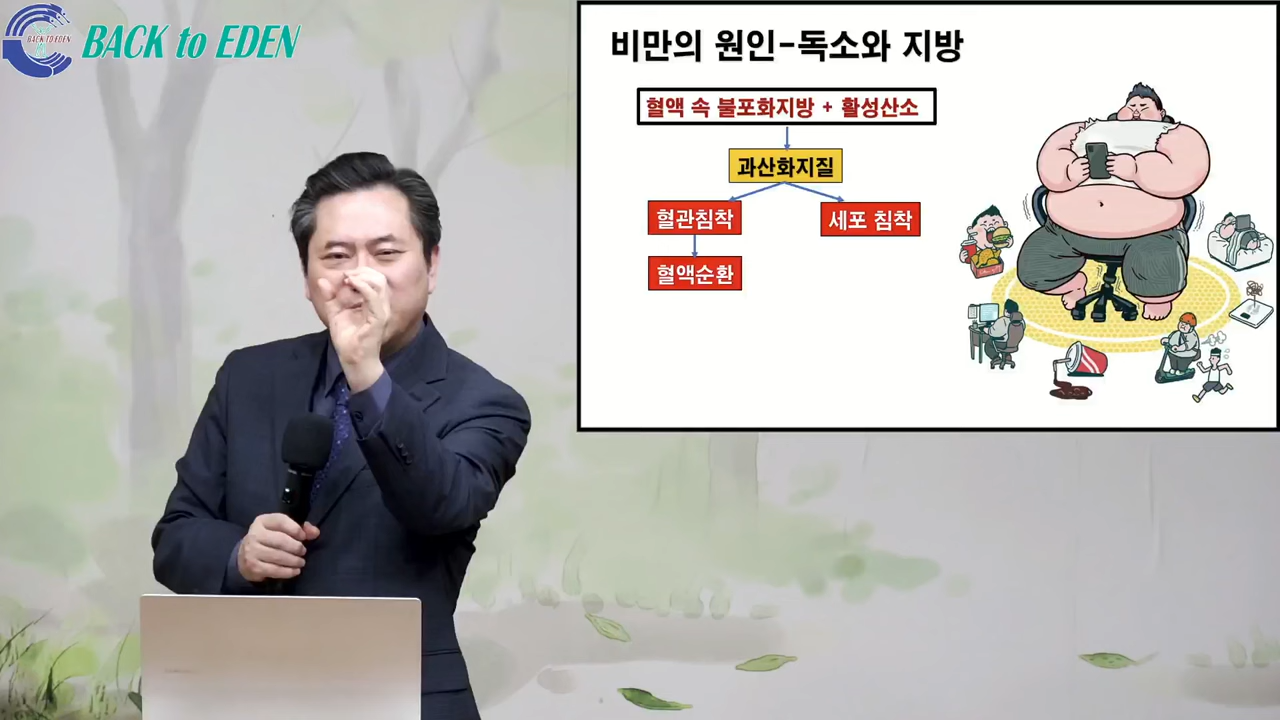 BACK TO EDEN
BACK to EDEN
비만의 원인-독소와 지방
혈액 속 불포화지방 + 활성산소
과산화지질
혈관침착
세포 침착
혈액순환